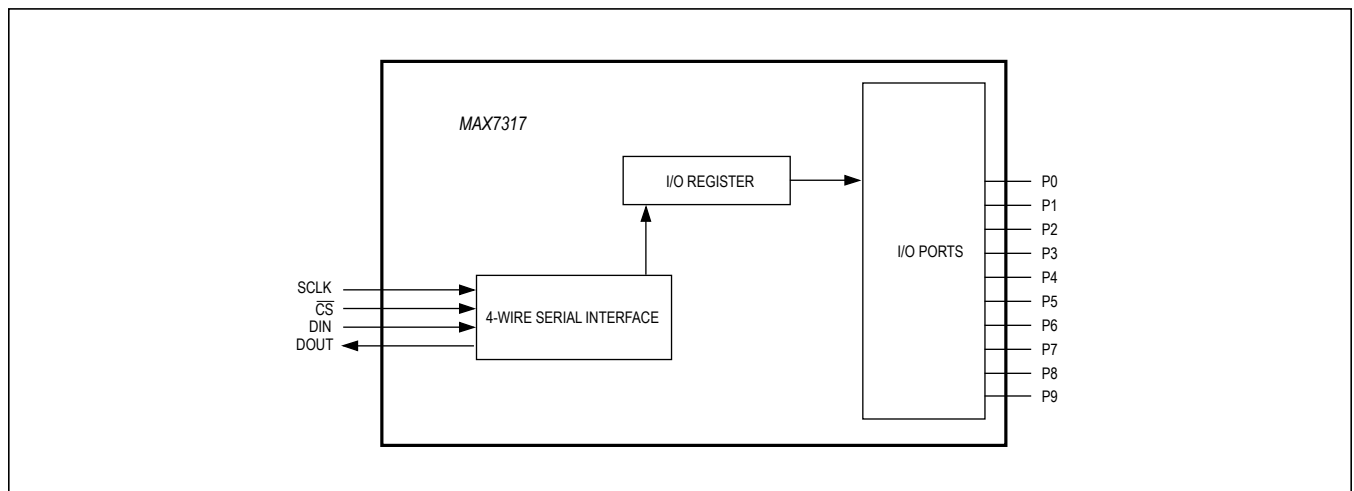 MAX7317
I/O REGISTER
I/O PORTS
P0
P1
P2
P3
P4
P5
P6
P7
P8
P9
SCLK
C̅S̅
DIN
DOUT
4-WIRE SERIAL INTERFACE